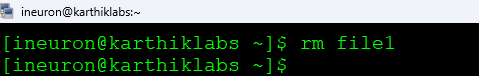 ineuron@karthiklabs:~
[ineuron@karthiklabs ~]$ rm file1
[ineuron@karthiklabs ~]$